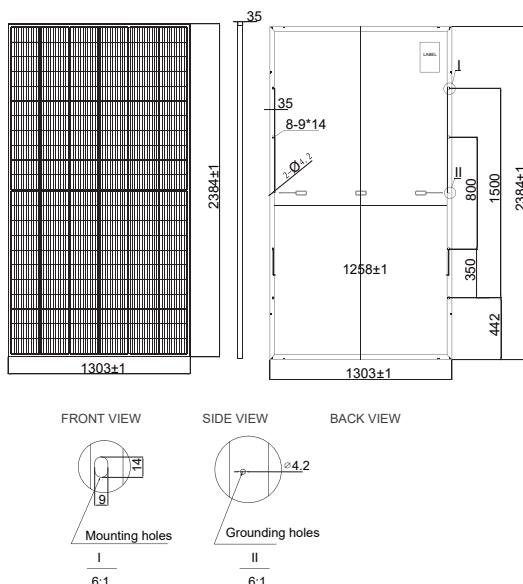 35
LABEL
I
35
8-9*14
2-Ø4.2
II
2384±1
800
1500
2384±1
1258±1
350
442
1303±1
1303±1
FRONT VIEW
SIDE VIEW
BACK VIEW
14
9
⌀4.2
Mounting holes
Grounding holes
I
II
6:1
6:1